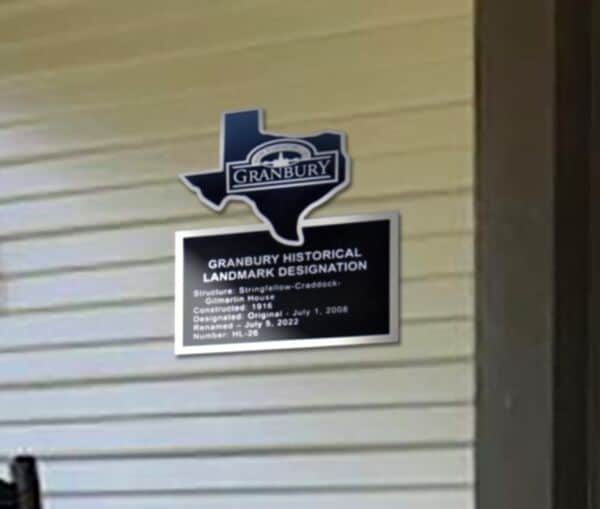 GRANBURY
GRANBURY HISTORICAL
LANDMARK DESIGNATION
Structure: Stringfellow-Craddock-
Gilmartin House
Constructed: 1916
Designated: Original - July 1, 2008
Renamed – July 5, 2022
Number: HL-26